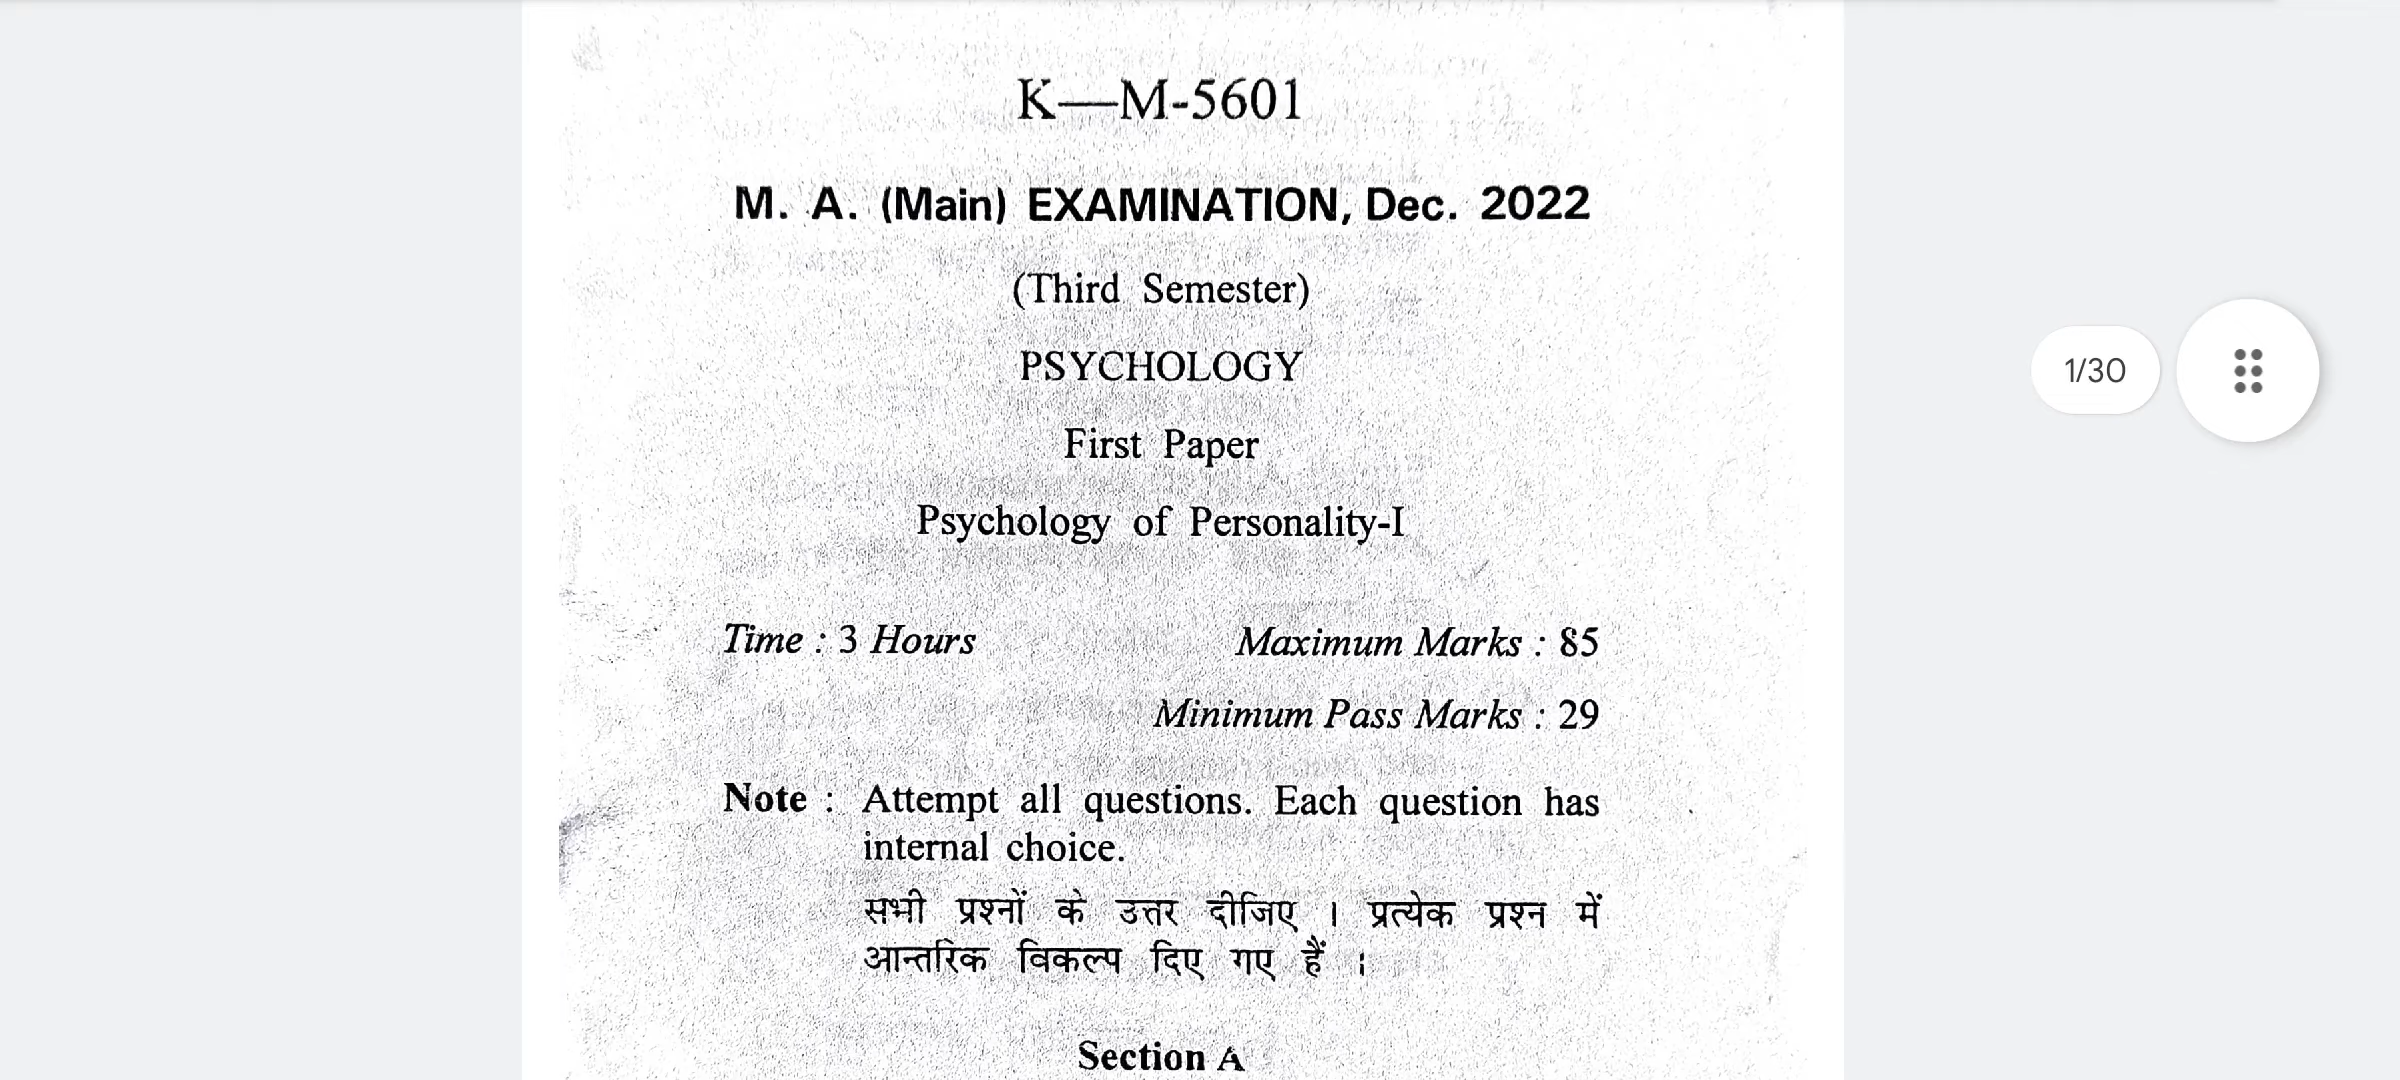 K—M-5601
M. A. (Main) EXAMINATION, Dec. 2022
(Third Semester)
PSYCHOLOGY
First Paper
Psychology of Personality-I
Time : 3 Hours Maximum Marks : 85
Minimum Pass Marks : 29
Note : Attempt all questions. Each question has
internal choice.
सभी प्रश्नों के उत्तर दीजिए । प्रत्येक प्रश्न में
आन्तरिक विकल्प दिए गए हैं ।
Section A
1/30